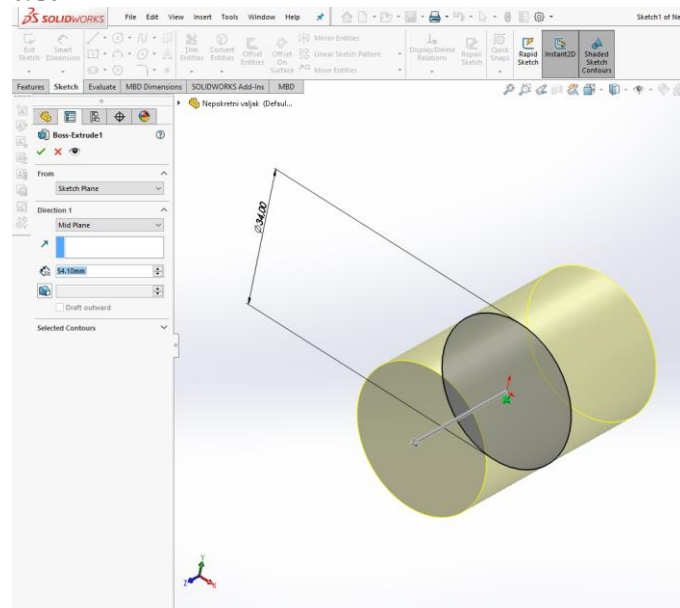 SOLIDWORKS File Edit View Insert Tools Window Help Sketch1 of Ne
Exit Sketch
Smart Dimension
Trim Entities
Convert Entities
Offset Entities
Offset On Surface
Mirror Entities
Linear Sketch Pattern
Move Entities
Display/Delete Relations
Repair Sketch
Quick Snaps
Rapid Sketch
Instant2D
Shaded Sketch Contours
Features Sketch Evaluate MBD Dimensions SOLIDWORKS Add-Ins MBD
Nepokretni valjak (Defaul...
Boss-Extrude1
From
Sketch Plane
Direction 1
Mid Plane
54.10mm
Draft outward
Selected Contours
Ø34,00
Y
Z
X